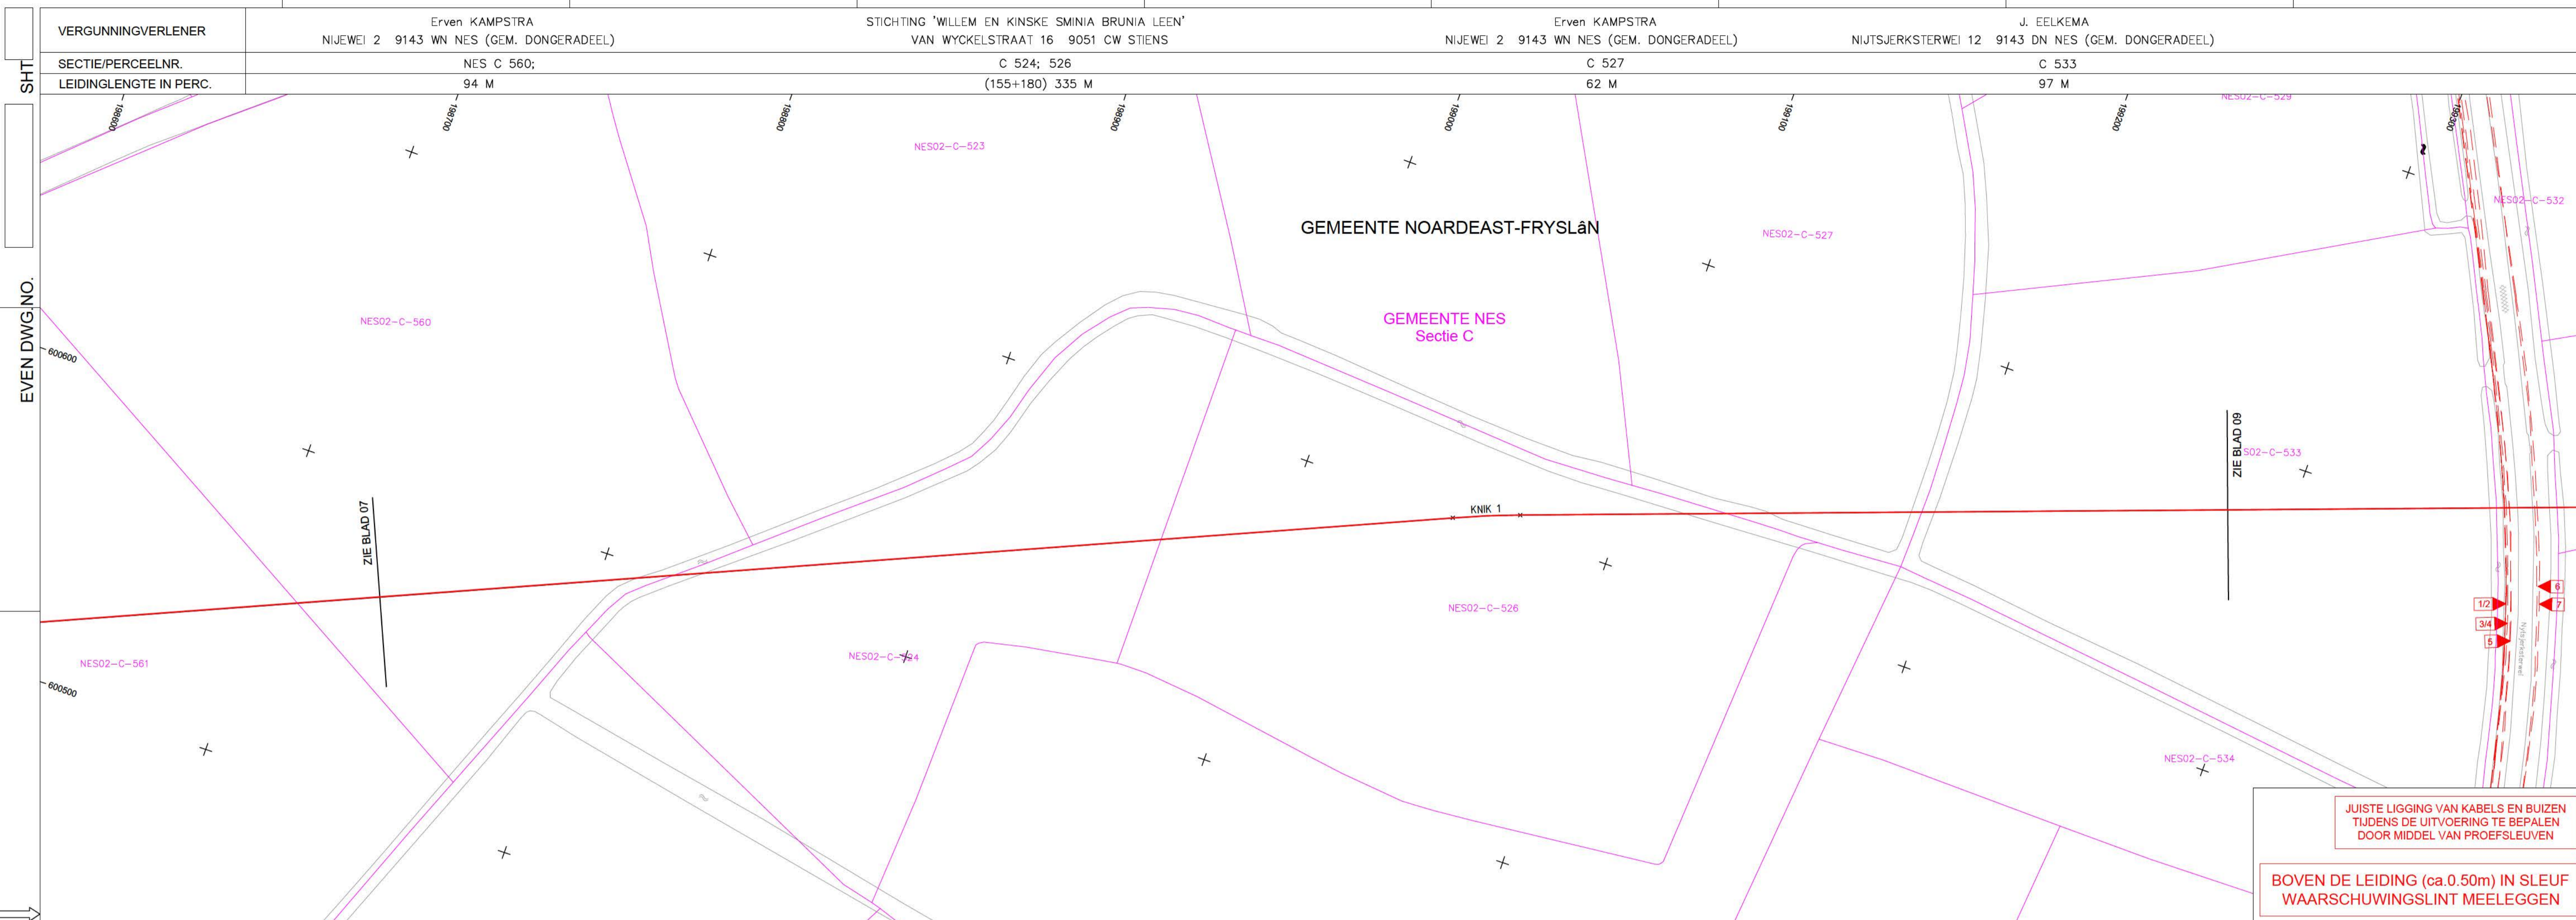 SHT
EVEN DWG.NO.
VERGUNNINGVERLENER
Erven KAMPSTRA
NIJEWEI 2 9143 WN NES (GEM. DONGERADEEL)
STICHTING 'WILLEM EN KINSKE SMINIA BRUNIA LEEN'
VAN WYCKELSTRAAT 16 9051 CW STIENS
Erven KAMPSTRA
NIJEWEI 2 9143 WN NES (GEM. DONGERADEEL)
J. EELKEMA
NIJTSJERKSTERWEI 12 9143 DN NES (GEM. DONGERADEEL)
SECTIE/PERCEELNR.
NES C 560;
C 524; 526
C 527
C 533
LEIDINGLENGTE IN PERC.
94 M
(155+180) 335 M
62 M
97 M
198600
198700
198800
198900
199000
199100
199200
199300
NES02-C-529
NES02-C-523
NES02-C-532
GEMEENTE NOARDEAST-FRYSLâN
NES02-C-527
NES02-C-560
GEMEENTE NES
Sectie C
600600
ZIE BLAD 09
S02-C-533
KNIK 1
ZIE BLAD 07
6
1/2
7
NES02-C-526
3/4
5
Nytsjerksterwei
NES02-C-561
NES02-C-524
600500
NES02-C-534
JUISTE LIGGING VAN KABELS EN BUIZEN
TIJDENS DE UITVOERING TE BEPALEN
DOOR MIDDEL VAN PROEFSLEUVEN
BOVEN DE LEIDING (ca.0.50m) IN SLEUF
WAARSCHUWINGSLINT MEELEGGEN